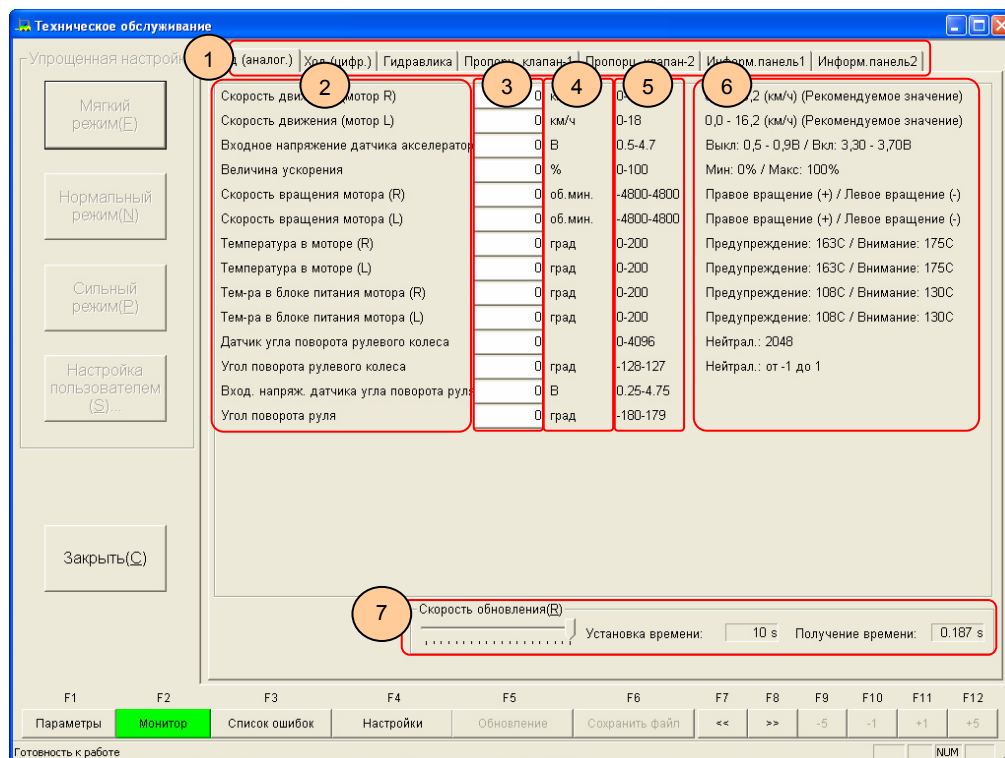 Техническое обслуживание
Упрощенная настройк
1
(аналог.) Ход (цифр.) Гидравлика Пропорц. клапан-1 Пропорц. клапан-2 Информ.панель1 Информ.панель2
2 3 4 5 6
Скорость движения (мотор R) 0 (км/ч) (Рекомендуемое значение)
Скорость движения (мотор L) 0 км/ч 0-18 0,0 - 16,2 (км/ч) (Рекомендуемое значение)
Входное напряжение датчика акселератор 0 В 0.5-4.7 Выкл: 0,5 - 0,9В / Вкл: 3,30 - 3,70В
Величина ускорения 0 % 0-100 Мин: 0% / Макс: 100%
Скорость вращения мотора (R) 0 об.мин. -4800-4800 Правое вращение (+) / Левое вращение (-)
Скорость вращения мотора (L) 0 об.мин. -4800-4800 Правое вращение (+) / Левое вращение (-)
Температура в моторе (R) 0 град 0-200 Предупреждение: 163C / Внимание: 175C
Температура в моторе (L) 0 град 0-200 Предупреждение: 163C / Внимание: 175C
Тем-ра в блоке питания мотора (R) 0 град 0-200 Предупреждение: 108C / Внимание: 130C
Тем-ра в блоке питания мотора (L) 0 град 0-200 Предупреждение: 108C / Внимание: 130C
Датчик угла поворота рулевого колеса 0 0-4096 Нейтрал.: 2048
Угол поворота рулевого колеса 0 град -128-127 Нейтрал.: от -1 до 1
Вход. напряж. датчика угла поворота руля 0 В 0.25-4.75
Угол поворота руля 0 град -180-179
Мягкий
режим(F)
Нормальный
режим(N)
Сильный
режим(P)
Настройка
пользователем
(S)...
Закрыть(C)
7
Скорость обновления(R)
Установка времени: 10 s Получение времени: 0.187 s
F1 F2 F3 F4 F5 F6 F7 F8 F9 F10 F11 F12
Параметры Монитор Список ошибок Настройки Обновление Сохранить файл << >> -5 -1 +1 +5
Готовность к работе NUM